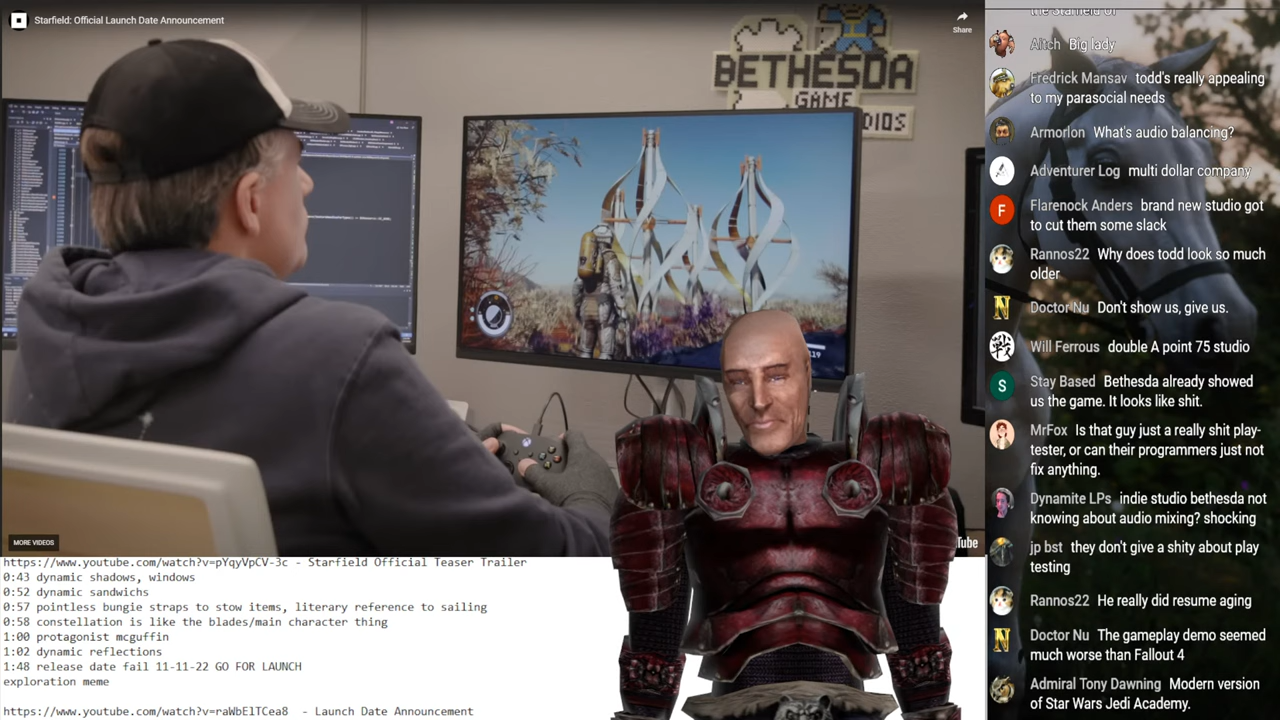 Starfield: Official Launch Date Announcement
Share
BETHESDA
GAME
DIOS
MORE VIDEOS
Tube
https://www.youtube.com/watch?v=pYqyVpCV-3c - Starfield Official Teaser Trailer
0:43 dynamic shadows, windows
0:52 dynamic sandwichs
0:57 pointless bungie straps to stow items, literary reference to sailing
0:58 constellation is like the blades/main character thing
1:00 protagonist mcguffin
1:02 dynamic reflections
1:48 release date fail 11-11-22 GO FOR LAUNCH
exploration meme
https://www.youtube.com/watch?v=raWbElTCea8 - Launch Date Announcement
the Starfield Of
Aitch Big lady
Fredrick Mansav todd's really appealing
to my parasocial needs
Armorlon What's audio balancing?
Adventurer Log multi dollar company
F
Flarenock Anders brand new studio got
to cut them some slack
Rannos22 Why does todd look so much
older
N
Doctor Nu Don't show us, give us.
Will Ferrous double A point 75 studio
S
Stay Based Bethesda already showed
us the game. It looks like shit.
MrFox Is that guy just a really shit play-
tester, or can their programmers just not
fix anything.
Dynamite LPs indie studio bethesda not
knowing about audio mixing? shocking
jp bst they don't give a shity about play
testing
Rannos22 He really did resume aging
N
Doctor Nu The gameplay demo seemed
much worse than Fallout 4
Admiral Tony Dawning Modern version
of Star Wars Jedi Academy.